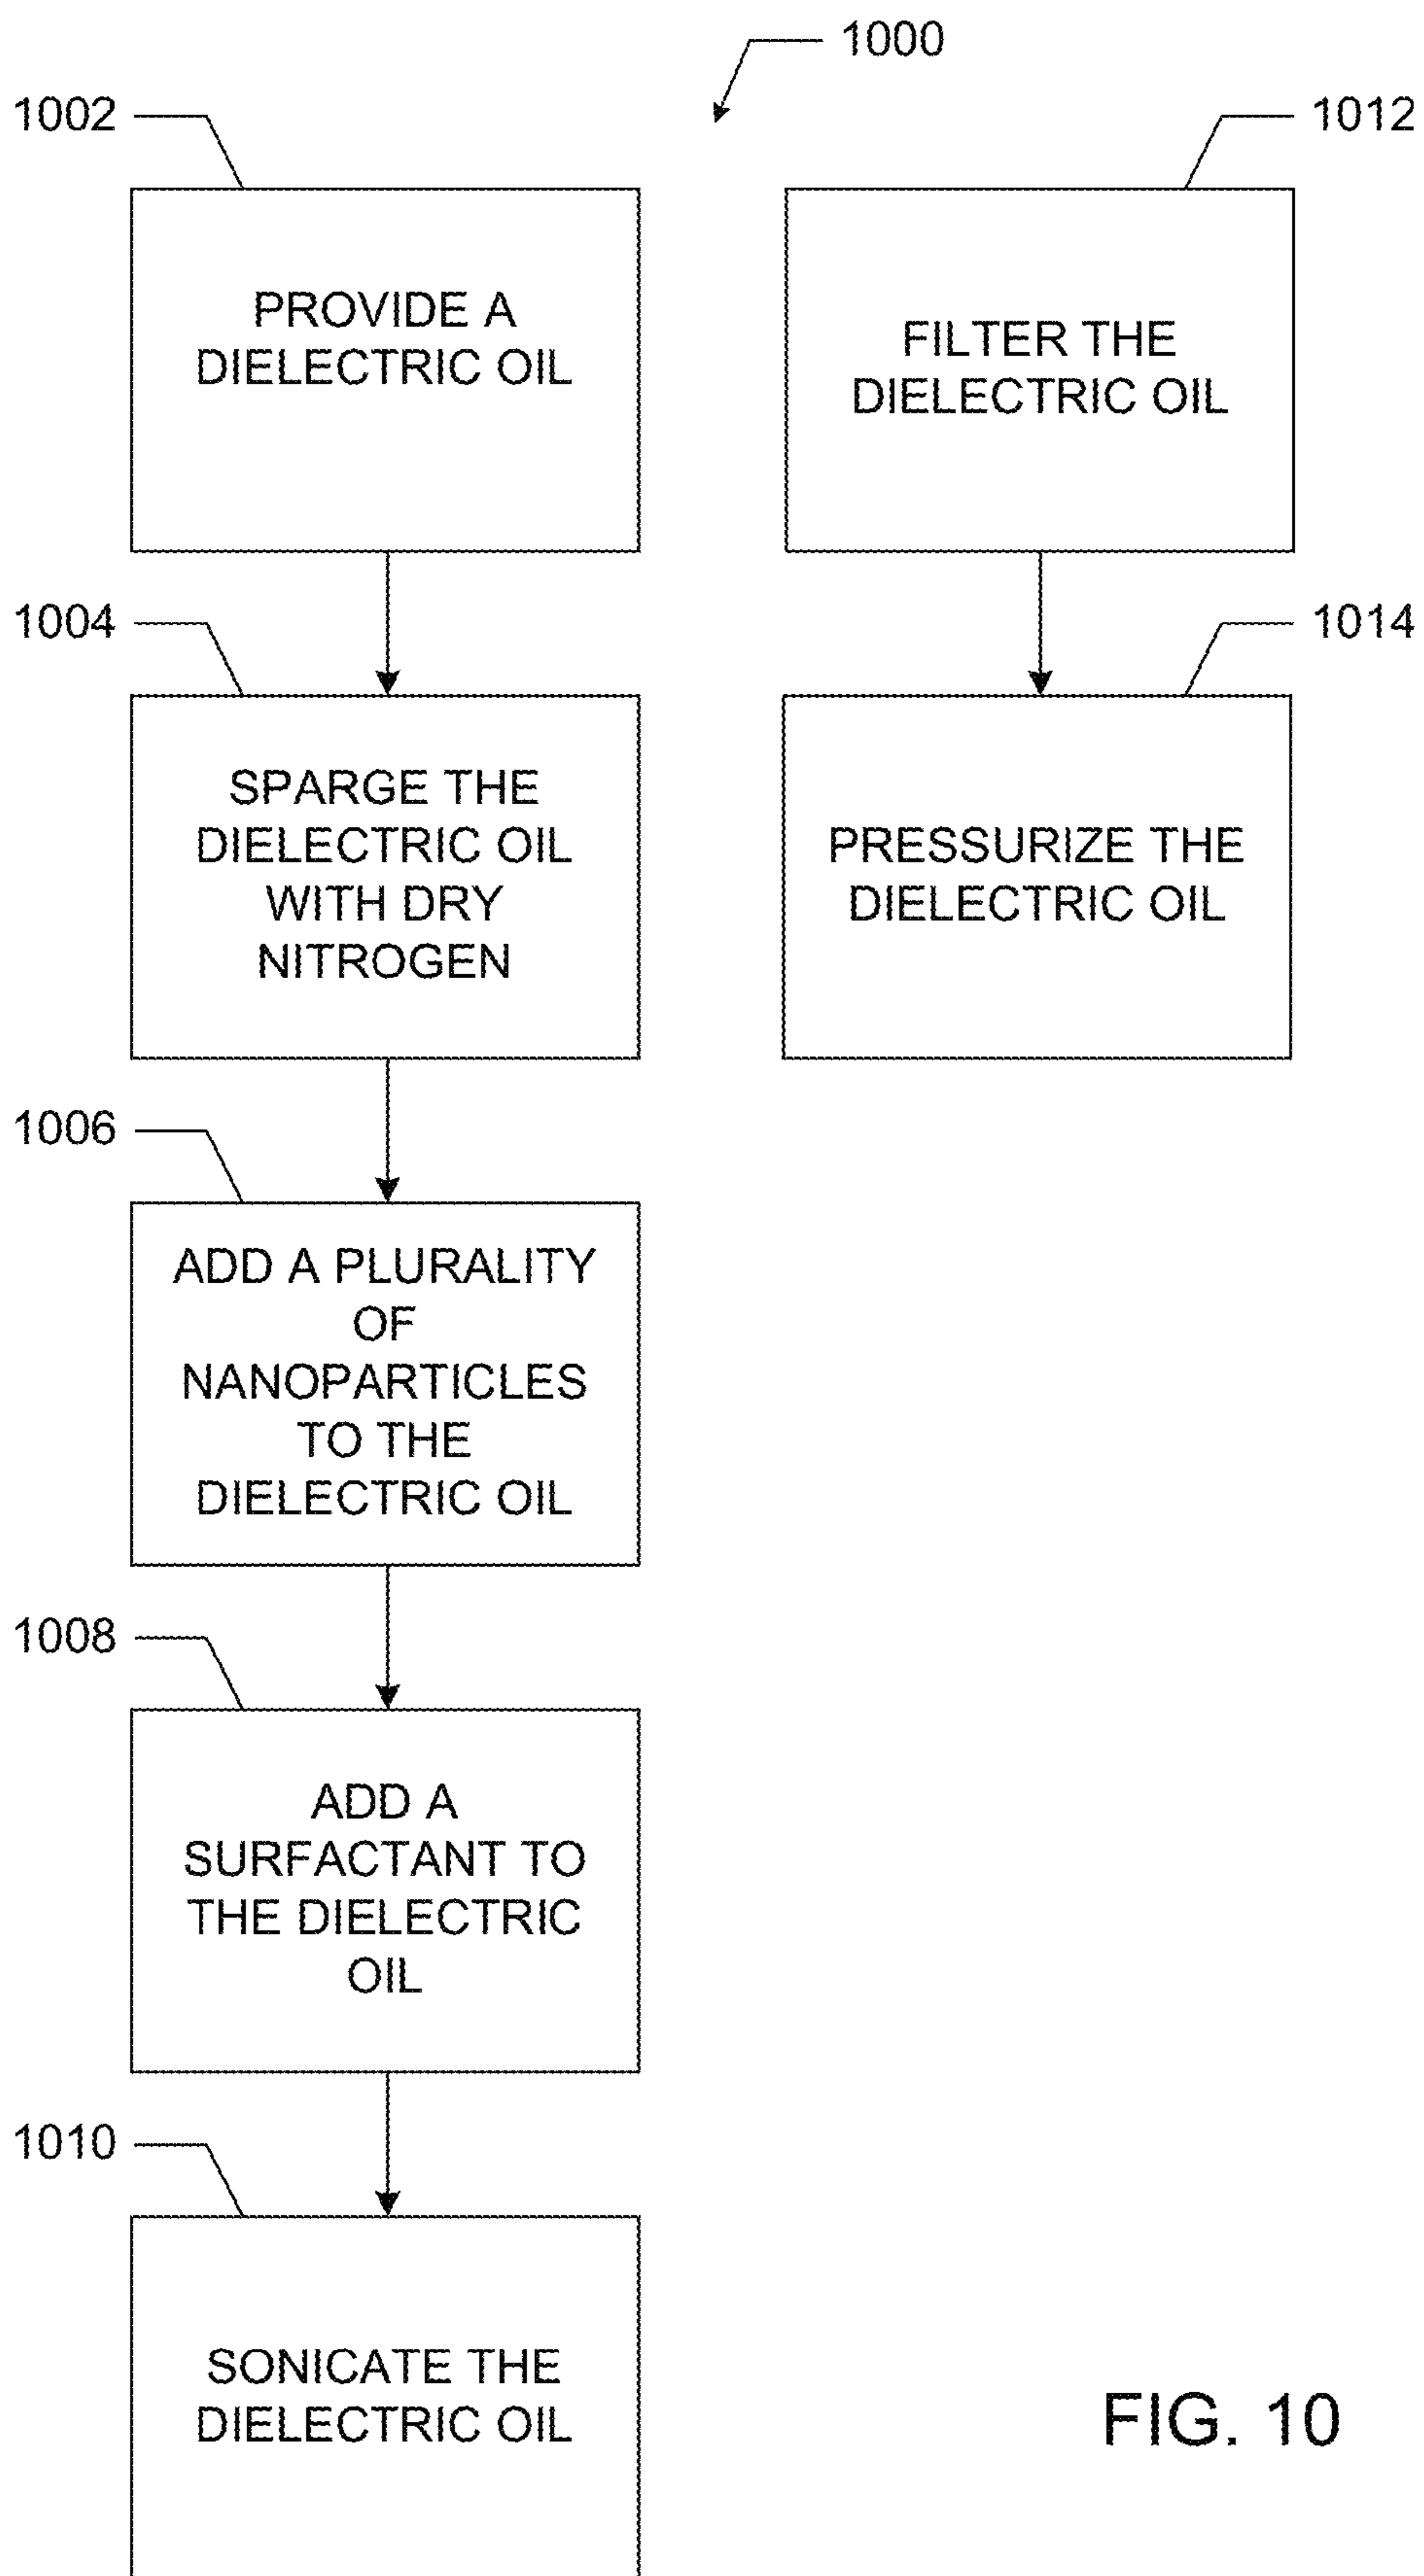 1000
1002
PROVIDE A
DIELECTRIC OIL
1004
SPARGE THE
DIELECTRIC OIL
WITH DRY
NITROGEN
1006
ADD A PLURALITY
OF
NANOPARTICLES
TO THE
DIELECTRIC OIL
1008
ADD A
SURFACTANT TO
THE DIELECTRIC
OIL
1010
SONICATE THE
DIELECTRIC OIL
1012
FILTER THE
DIELECTRIC OIL
1014
PRESSURIZE THE
DIELECTRIC OIL
FIG. 10